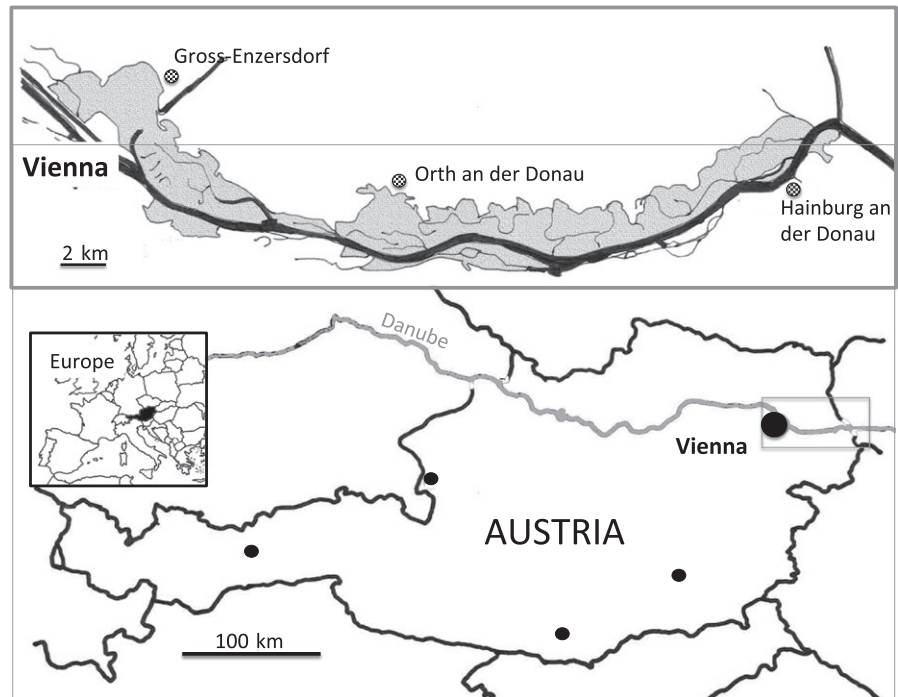 Gross-Enzersdorf
Vienna
Orth an der Donau
Hainburg an
der Donau
2 km
Danube
Europe
Vienna
AUSTRIA
100 km